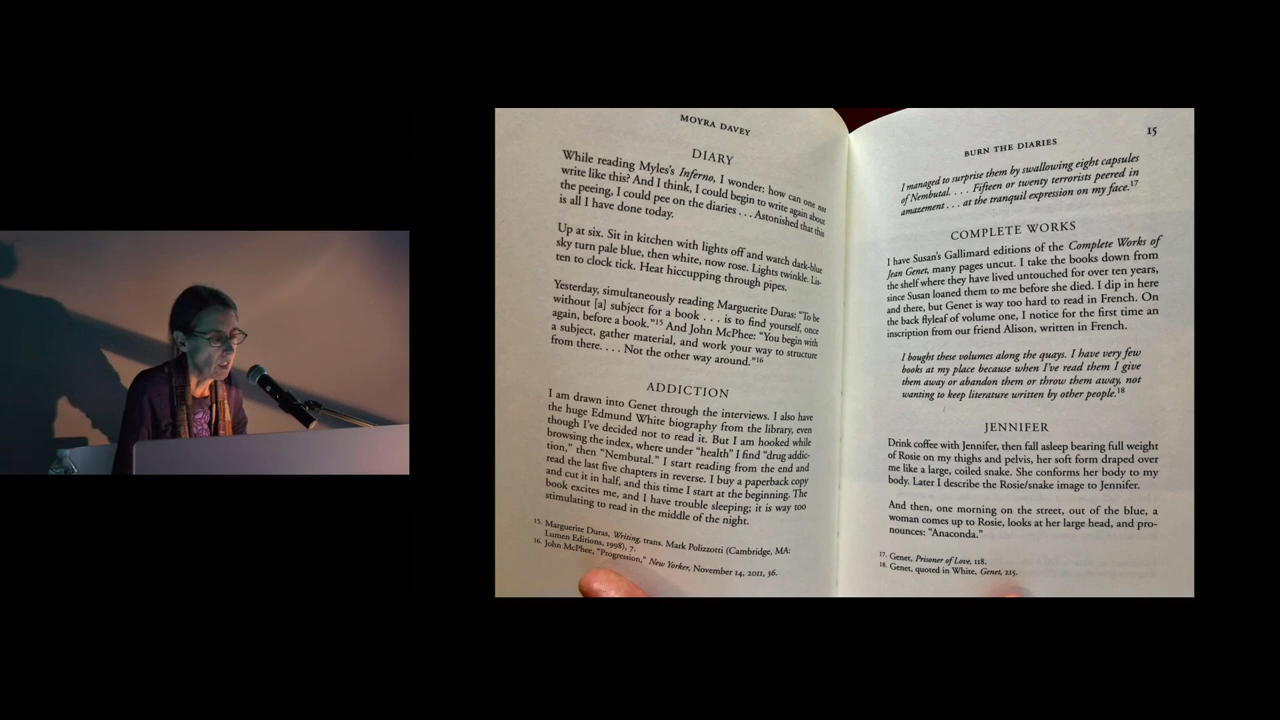 MOYRA DAVEY
DIARY
While reading Myles's Inferno, I wonder: how can one not
write like this? And I think, I could begin to write again about
the peeing, I could pee on the diaries . . . Astonished that this
is all I have done today.
Up at six. Sit in kitchen with lights off and watch dark-blue
sky turn pale blue, then white, now rose. Lights twinkle. Lis-
ten to clock tick. Heat hiccupping through pipes.
Yesterday, simultaneously reading Marguerite Duras: "To be
without [a] subject for a book . . . is to find yourself, once
again, before a book."15 And John McPhee: "You begin with
a subject, gather material, and work your way to structure
from there. . . . Not the other way around."16
ADDICTION
I am drawn into Genet through the interviews. I also have
the huge Edmund White biography from the library, even
though I've decided not to read it. But I am hooked while
browsing the index, where under "health" I find "drug addic-
tion," then "Nembutal." I start reading from the end and
read the last five chapters in reverse. I buy a paperback copy
and cut it in half, and this time I start at the beginning. The
book excites me, and I have trouble sleeping; it is way too
stimulating to read in the middle of the night.
15. Marguerite Duras, Writing, trans. Mark Polizzotti (Cambridge, MA:
Lumen Editions, 1998), 7.
16. John McPhee, "Progression," New Yorker, November 14, 2011, 36.
BURN THE DIARIES
15
I managed to surprise them by swallowing eight capsules
of Nembutal. . . . Fifteen or twenty terrorists peered in
amazement . . . at the tranquil expression on my face.17
COMPLETE WORKS
I have Susan's Gallimard editions of the Complete Works of
Jean Genet, many pages uncut. I take the books down from
the shelf where they have lived untouched for over ten years,
since Susan loaned them to me before she died. I dip in here
and there, but Genet is way too hard to read in French. On
the back flyleaf of volume one, I notice for the first time an
inscription from our friend Alison, written in French.
I bought these volumes along the quays. I have very few
books at my place because when I've read them I give
them away or abandon them or throw them away, not
wanting to keep literature written by other people.18
JENNIFER
Drink coffee with Jennifer, then fall asleep bearing full weight
of Rosie on my thighs and pelvis, her soft form draped over
me like a large, coiled snake. She conforms her body to my
body. Later I describe the Rosie/snake image to Jennifer.
And then, one morning on the street, out of the blue, a
woman comes up to Rosie, looks at her large head, and pro-
nounces: "Anaconda."
17. Genet, Prisoner of Love, 118.
18. Genet, quoted in White, Genet, 215.